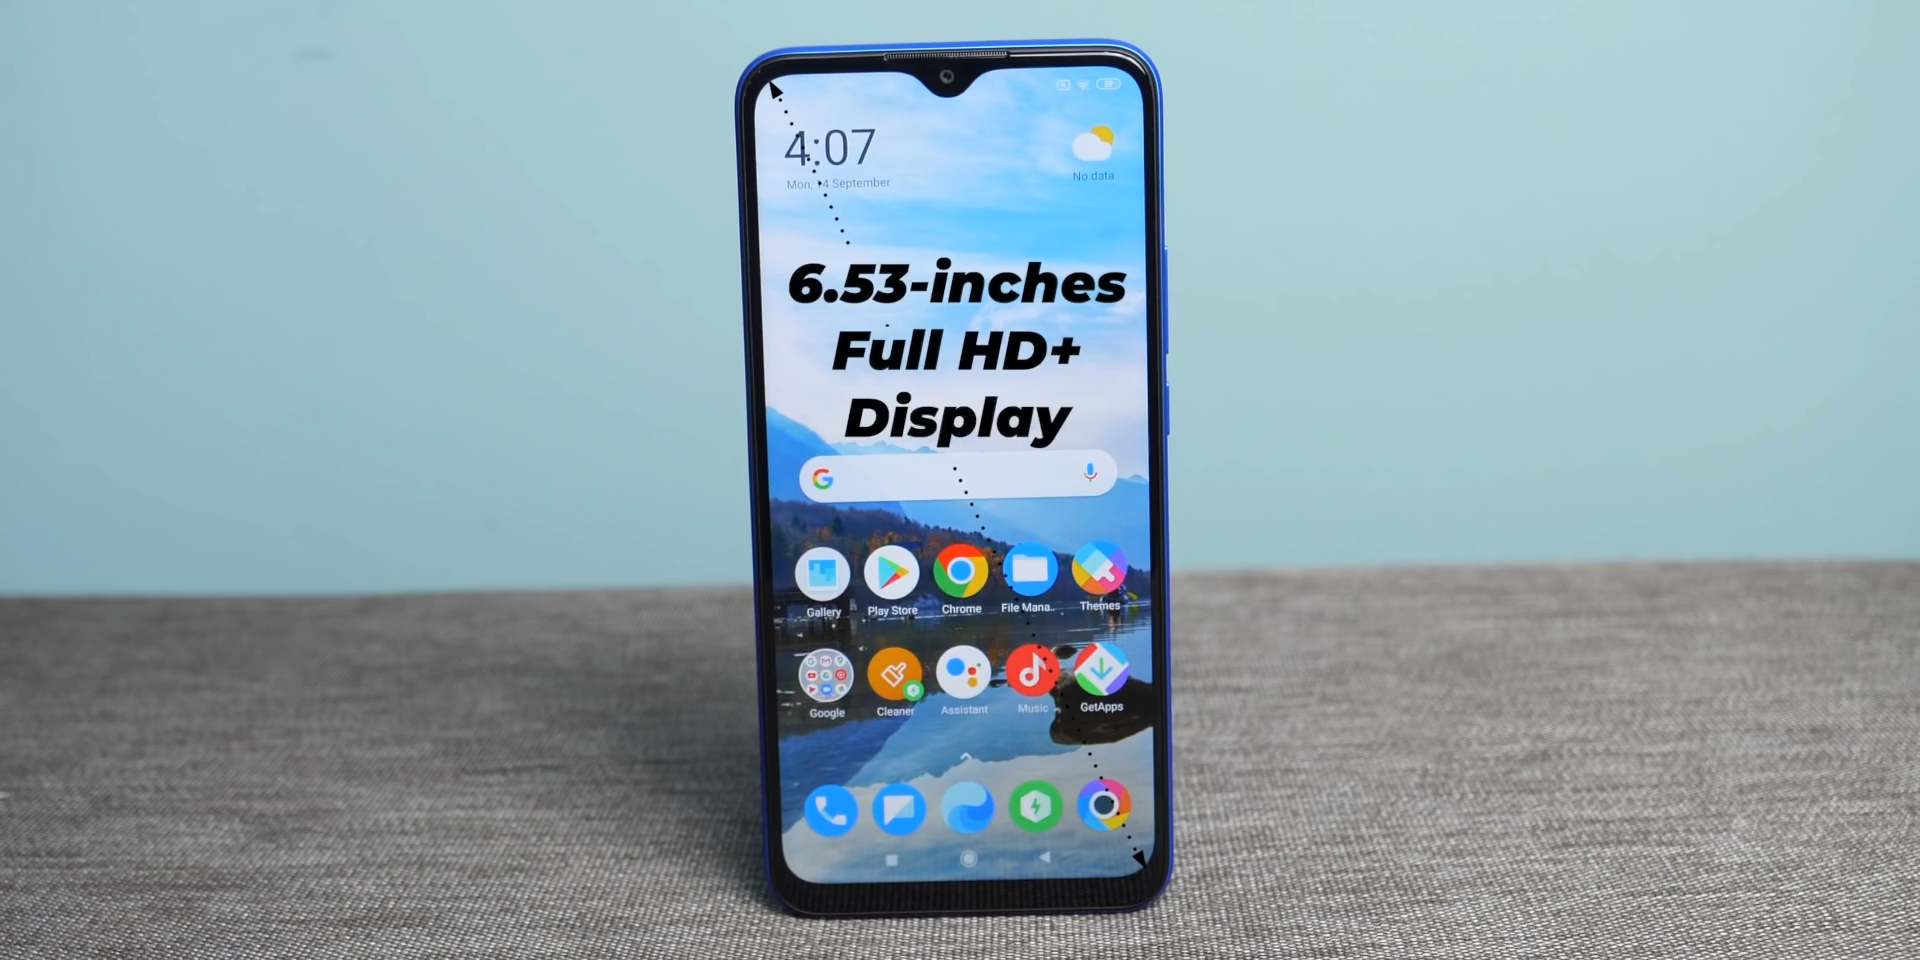 4:07
Mon, 14 September
No data
6.53-inches
Full HD+
Display
Gallery
Play Store
Chrome
File Mana..
Themes
Google
Cleaner
Assistant
Music
GetApps